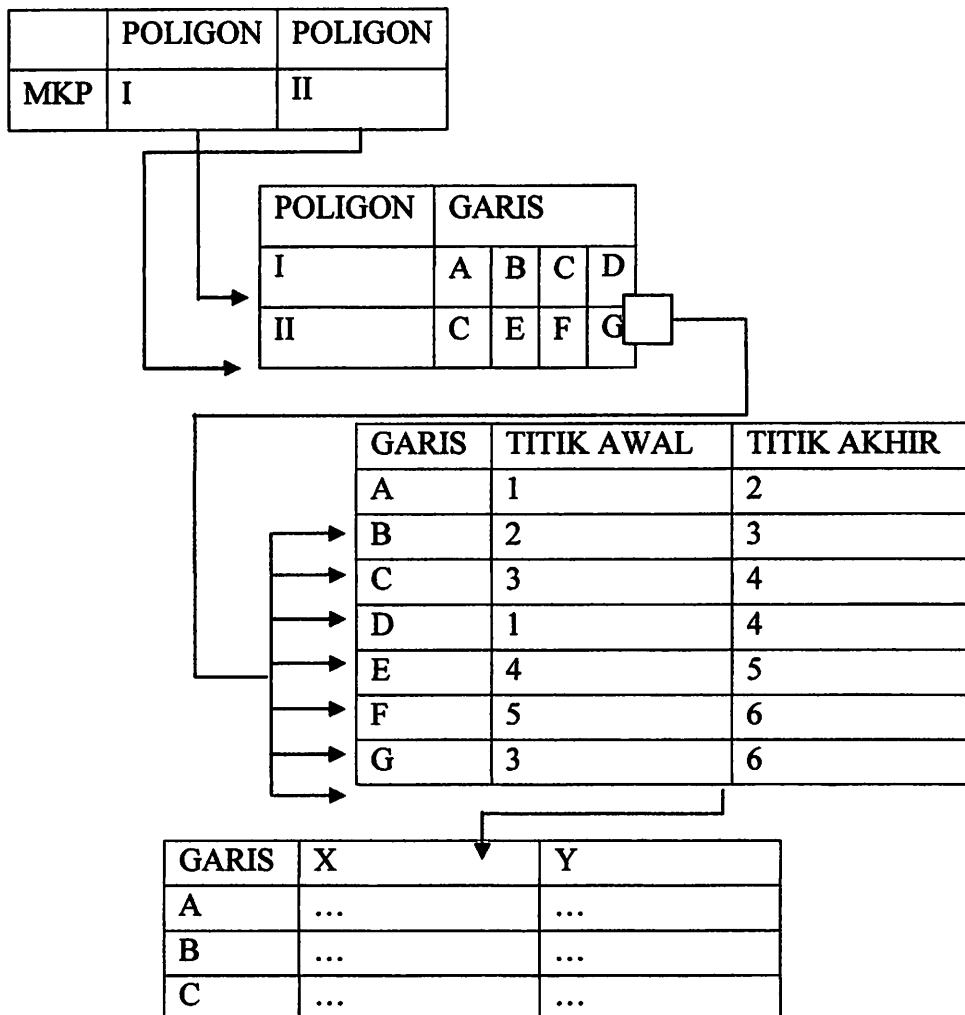 POLIGON POLIGON
MKP I II
POLIGON GARIS
I A B C D
II C E F G
GARIS TITIK AWAL TITIK AKHIR
A 1 2
B 2 3
C 3 4
D 1 4
E 4 5
F 5 6
G 3 6
GARIS X Y
A ... ...
B ... ...
C ... ...